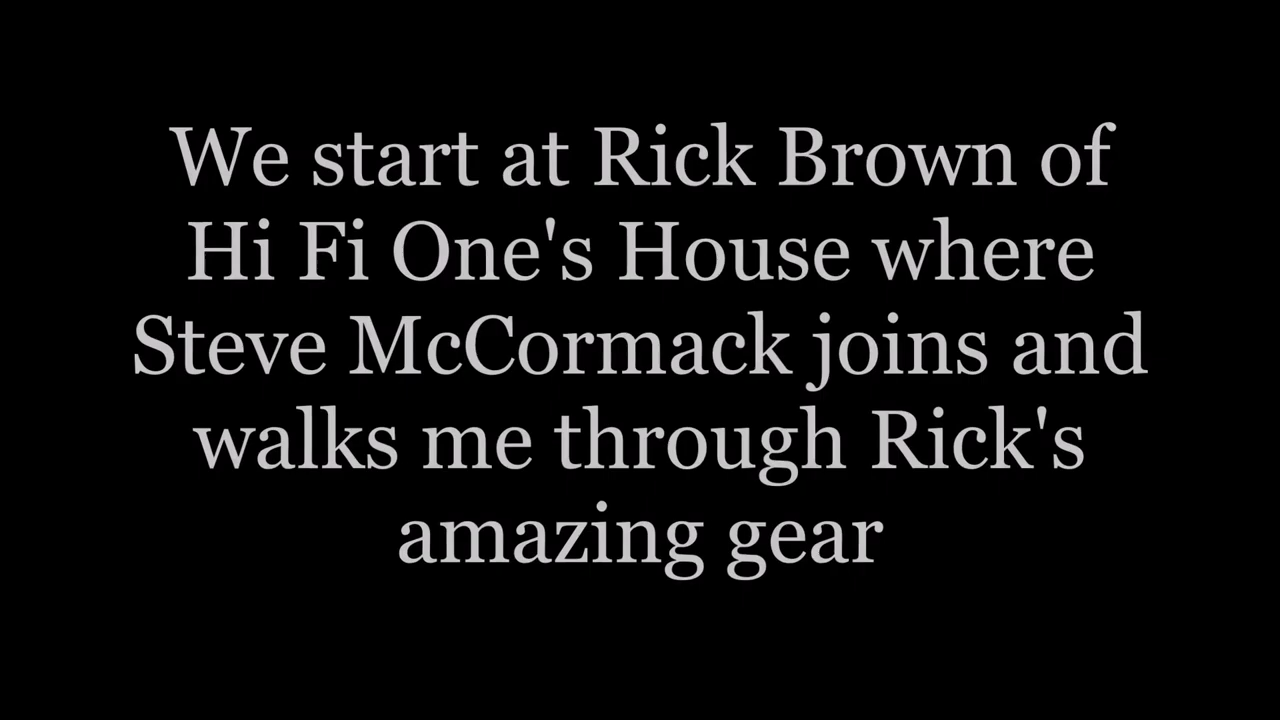 We start at Rick Brown of
Hi Fi One's House where
Steve McCormack joins and
walks me through Rick's
amazing gear